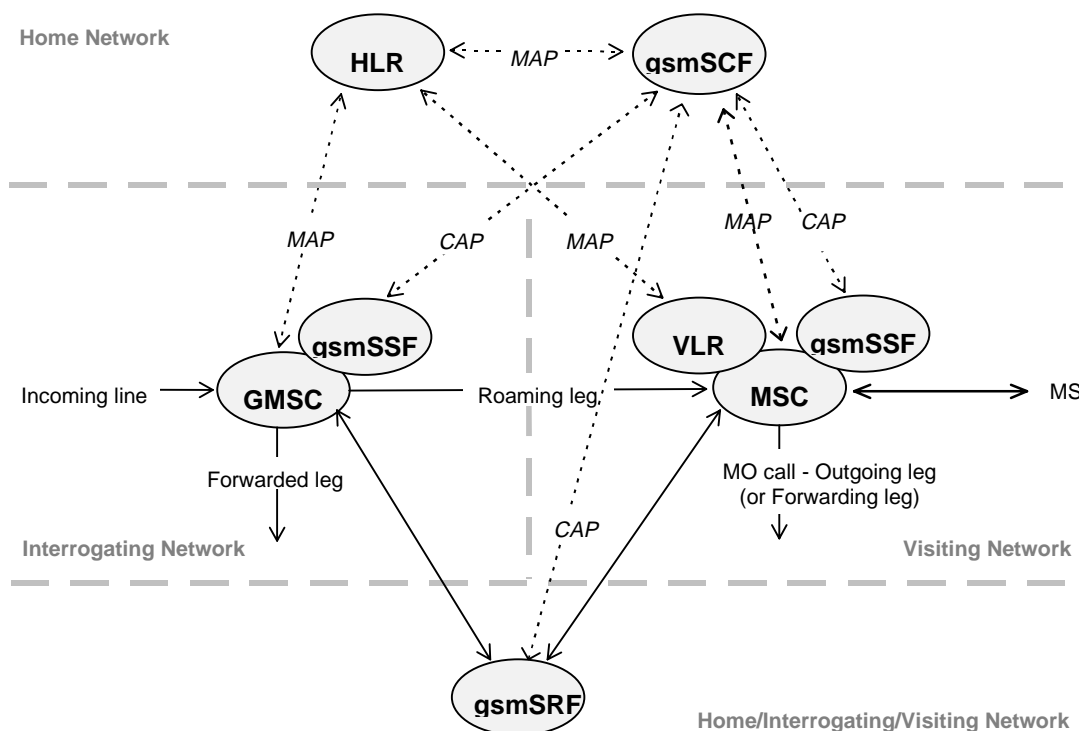 Home Network
HLR
MAP
gsmSCF
MAP
CAP
MAP
MAP
CAP
gsmSSF
VLR
gsmSSF
Incoming line
GMSC
Roaming leg
MSC
MS
Forwarded leg
MO call - Outgoing leg
(or Forwarding leg)
CAP
Interrogating Network
Visiting Network
gsmSRF
Home/Interrogating/Visiting Network